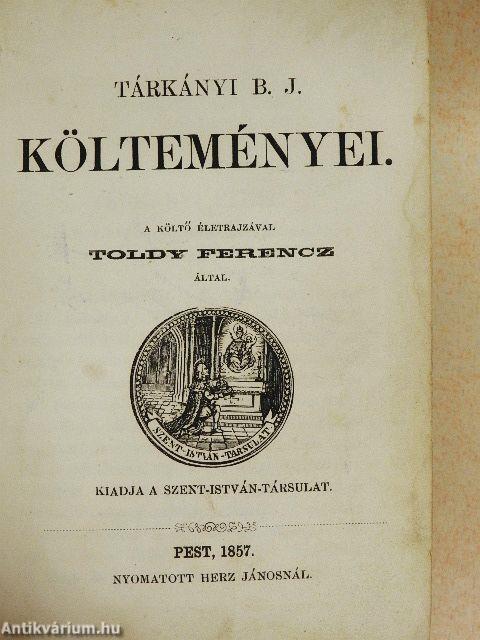 TÁRKÁNYI B. J.
KÖLTEMÉNYEI.
A KÖLTŐ ÉLETRAJZÁVAL
TOLDY FERENCZ
ÁLTAL.
SZENT-ISTVÁN-TÁRSULAT.
KIADJA A SZENT-ISTVÁN-TÁRSULAT.
PEST, 1857.
NYOMATOTT HERZ JÁNOSNÁL.
Antikvárium.hu